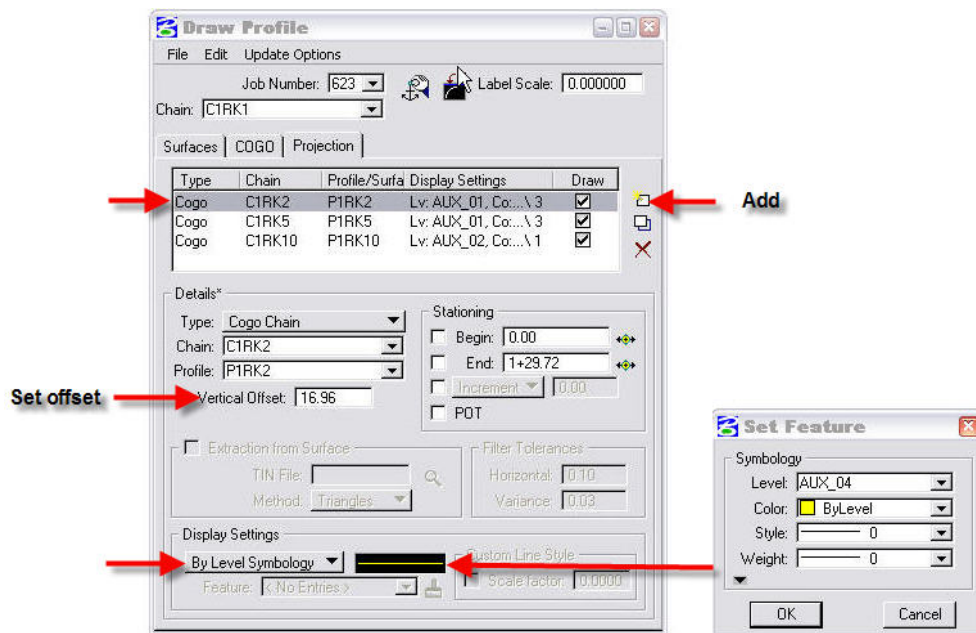 Draw Profile
File Edit Update Options
Job Number: 623 Label Scale: 0.000000
Chain: C1RK1
Surfaces COGO Projection
Type Chain Profile/Surfa Display Settings Draw
Cogo C1RK2 P1RK2 Lv: AUX_01, Co:...\ 3
Add
Cogo C1RK5 P1RK5 Lv: AUX_01, Co:...\ 3
Cogo C1RK10 P1RK10 Lv: AUX_02, Co:...\ 1
Details*
Type: Cogo Chain
Chain: C1RK2
Profile: P1RK2
Set offset
Vertical Offset: 16.96
Stationing
Begin: 0.00
End: 1+29.72
Increment 0.00
POT
Extraction from Surface
TIN File:
Method: Triangles
Filter Tolerances
Horizontal: 0.10
Variance: 0.03
Display Settings
By Level Symbology
Feature: < No Entries >
Custom Line Style
Scale factor: 0.0000
Set Feature
Symbology
Level: AUX_04
Color: ByLevel
Style: 0
Weight: 0
OK Cancel